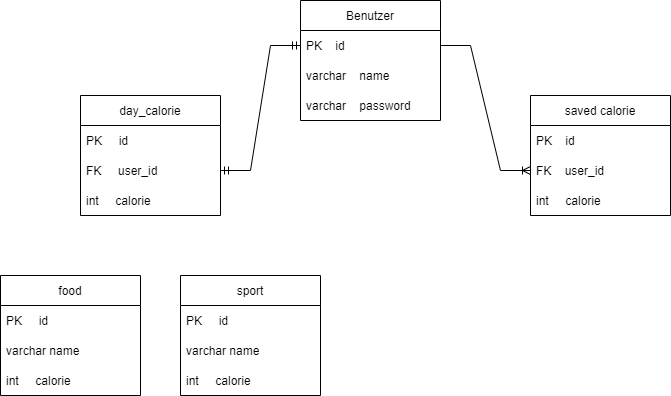 Benutzer
PK id
varchar name
varchar password
day_calorie
PK id
FK user_id
int calorie
saved calorie
PK id
FK user_id
int calorie
food
PK id
varchar name
int calorie
sport
PK id
varchar name
int calorie